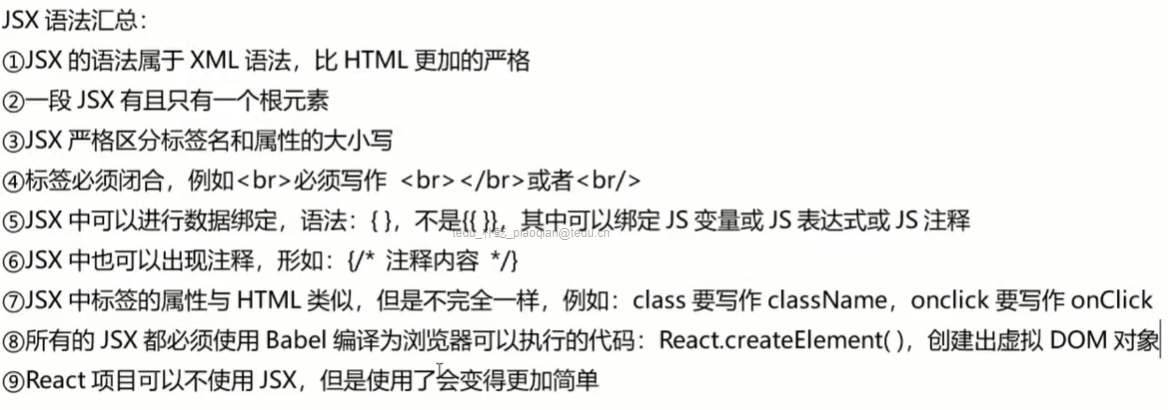 JSX 语法汇总：
①JSX 的语法属于 XML 语法，比 HTML 更加的严格
②一段 JSX 有且只有一个根元素
③JSX 严格区分标签名和属性的大小写
④标签必须闭合，例如<br>必须写作 <br></br>或者<br/>
⑤JSX 中可以进行数据绑定，语法：{ }，不是{{ }}，其中可以绑定 JS 变量或 JS 表达式或 JS 注释
⑥JSX 中也可以出现注释，形如：{/* 注释内容 */}
⑦JSX 中标签的属性与 HTML 类似，但是不完全一样，例如：class 要写作 className，onclick 要写作 onClick
⑧所有的 JSX 都必须使用 Babel 编译为浏览器可以执行的代码：React.createElement( )，创建出虚拟 DOM 对象
⑨React 项目可以不使用 JSX，但是使用了会变得更加简单